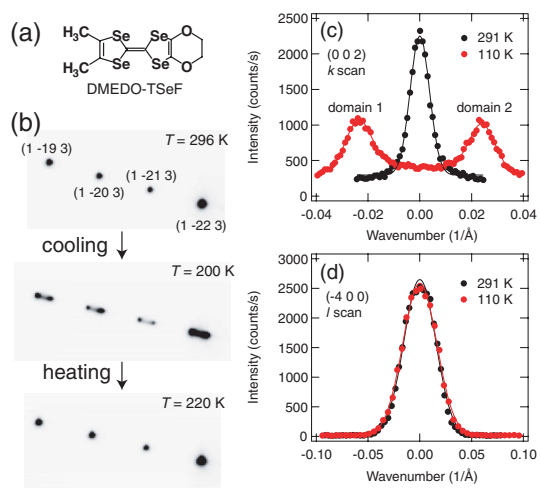 (a)
H₃C
H₃C
Se
Se
Se
Se
O
O
DMEDO-TSeF
(b)
T = 296 K
(1 -19 3)
(1 -20 3)
(1 -21 3)
(1 -22 3)
cooling
T = 200 K
heating
T = 220 K
(c)
(0 0 2)
k scan
291 K
110 K
domain 1
domain 2
Intensity (counts/s)
2500
2000
1500
1000
500
0
-0.04
-0.02
0.00
0.02
0.04
Wavenumber (1/Å)
(d)
(-4 0 0)
l scan
291 K
110 K
Intensity (counts/s)
3000
2500
2000
1500
1000
500
0
-0.10
-0.05
0.00
0.05
0.10
Wavenumber (1/Å)